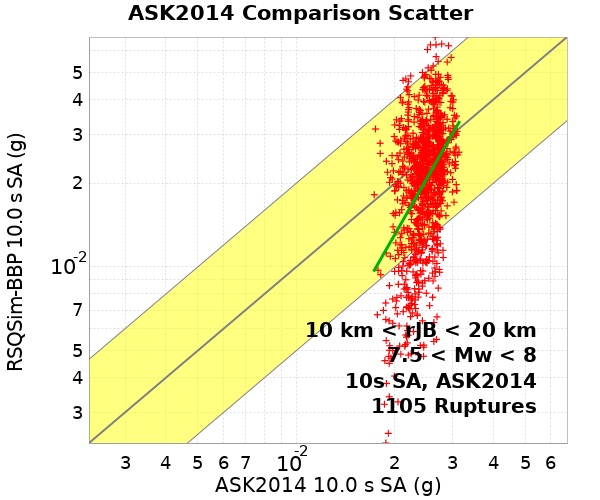 ASK2014 Comparison Scatter
RSQSim-BBP 10.0 s SA (g)
5
4
3
2
10-2
7
5
4
3
10 km < rJB < 20 km
7.5 < Mw < 8
10s SA, ASK2014
1105 Ruptures
3 4 5 6 7 10-2 2 3 4 5 6
ASK2014 10.0 s SA (g)